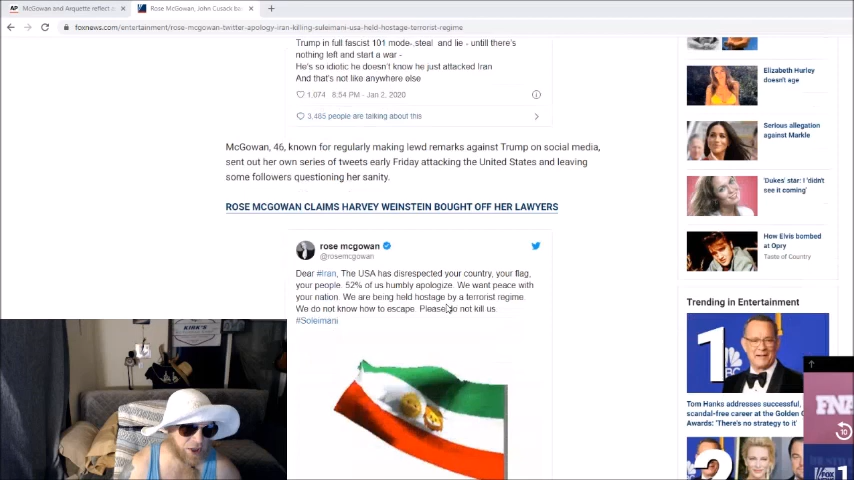 McGowan and Arquette reflect
Rose McGowan, John Cusack ba
foxnews.com/entertainment/rose-mcgowan-twitter-apology-iran-killing-suleimani-usa-held-hostage-terrorist-regime
Trump in full fascist 101 mode-,steal and lie - untill there's
nothing left and start a war -
He's so idiotic he doesn't know he just attacked Iran
And that's not like anywhere else
1,074 · 8:54 PM - Jan 2, 2020
3,465 people are talking about this
McGowan, 46, known for regularly making lewd remarks against Trump on social media,
sent out her own series of tweets early Friday attacking the United States and leaving
some followers questioning her sanity.
ROSE MCGOWAN CLAIMS HARVEY WEINSTEIN BOUGHT OFF HER LAWYERS
rose mcgowan
@rosemcgowan
Dear #Iran, The USA has disrespected your country, your flag,
your people. 52% of us humbly apologize. We want peace with
your nation. We are being held hostage by a terrorist regime.
We do not know how to escape. Please do not kill us.
#Soleimani
Elizabeth Hurley
doesn't age
Serious allegation
against Markle
'Dukes' star: I 'didn't
see it coming'
How Elvis bombed
at Opry
Taste of Country
Trending in Entertainment
1
Tom Hanks addresses successful,
scandal-free career at the Golden G
Awards: 'There's no strategy to it'
2
KIRK'S
FN
10
1